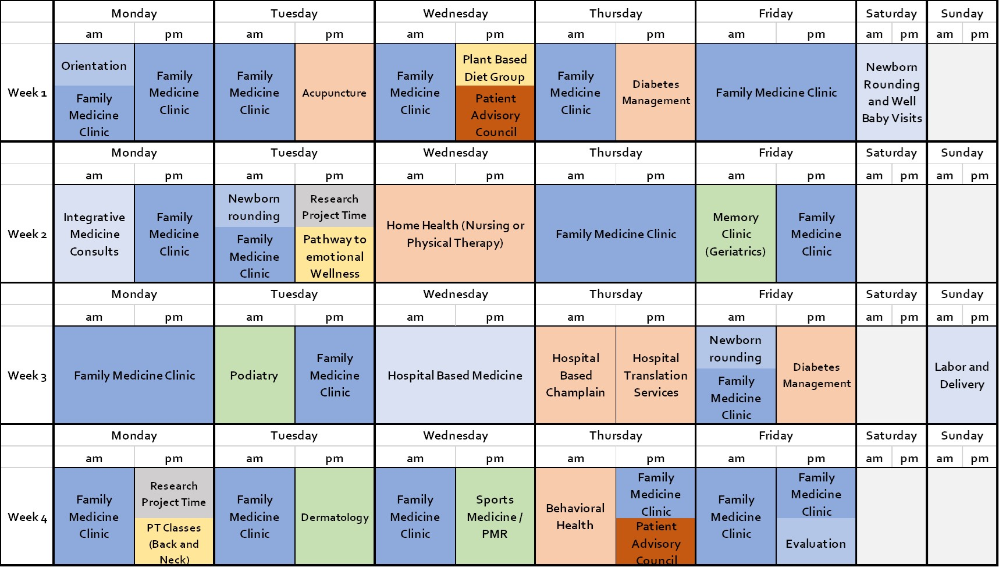 Monday Tuesday Wednesday Thursday Friday Saturday Sunday
am pm am pm am pm am pm am pm am pm am pm
Week 1
Orientation
Family
Medicine
Clinic
Family
Medicine
Clinic
Family
Medicine
Clinic
Acupuncture
Family
Medicine
Clinic
Plant Based
Diet Group
Patient
Advisory
Council
Family
Medicine
Clinic
Diabetes
Management
Family Medicine Clinic
Newborn
Rounding
and Well
Baby Visits
Monday Tuesday Wednesday Thursday Friday Saturday Sunday
am pm am pm am pm am pm am pm am pm am pm
Week 2
Integrative
Medicine
Consults
Family
Medicine
Clinic
Newborn
rounding
Family
Medicine
Clinic
Research
Project Time
Pathway to
emotional
Wellness
Home Health (Nursing or
Physical Therapy)
Family Medicine Clinic
Memory
Clinic
(Geriatrics)
Family
Medicine
Clinic
Monday Tuesday Wednesday Thursday Friday Saturday Sunday
am pm am pm am pm am pm am pm am pm am pm
Week 3
Family Medicine Clinic
Podiatry
Family
Medicine
Clinic
Hospital Based Medicine
Hospital
Based
Champlain
Hospital
Translation
Services
Newborn
rounding
Family
Medicine
Clinic
Diabetes
Management
Labor and
Delivery
Monday Tuesday Wednesday Thursday Friday Saturday Sunday
am pm am pm am pm am pm am pm am pm am pm
Week 4
Family
Medicine
Clinic
Research
Project Time
PT Classes
(Back and
Neck)
Family
Medicine
Clinic
Dermatology
Family
Medicine
Clinic
Sports
Medicine /
PMR
Behavioral
Health
Family
Medicine
Clinic
Patient
Advisory
Council
Family
Medicine
Clinic
Family
Medicine
Clinic
Evaluation